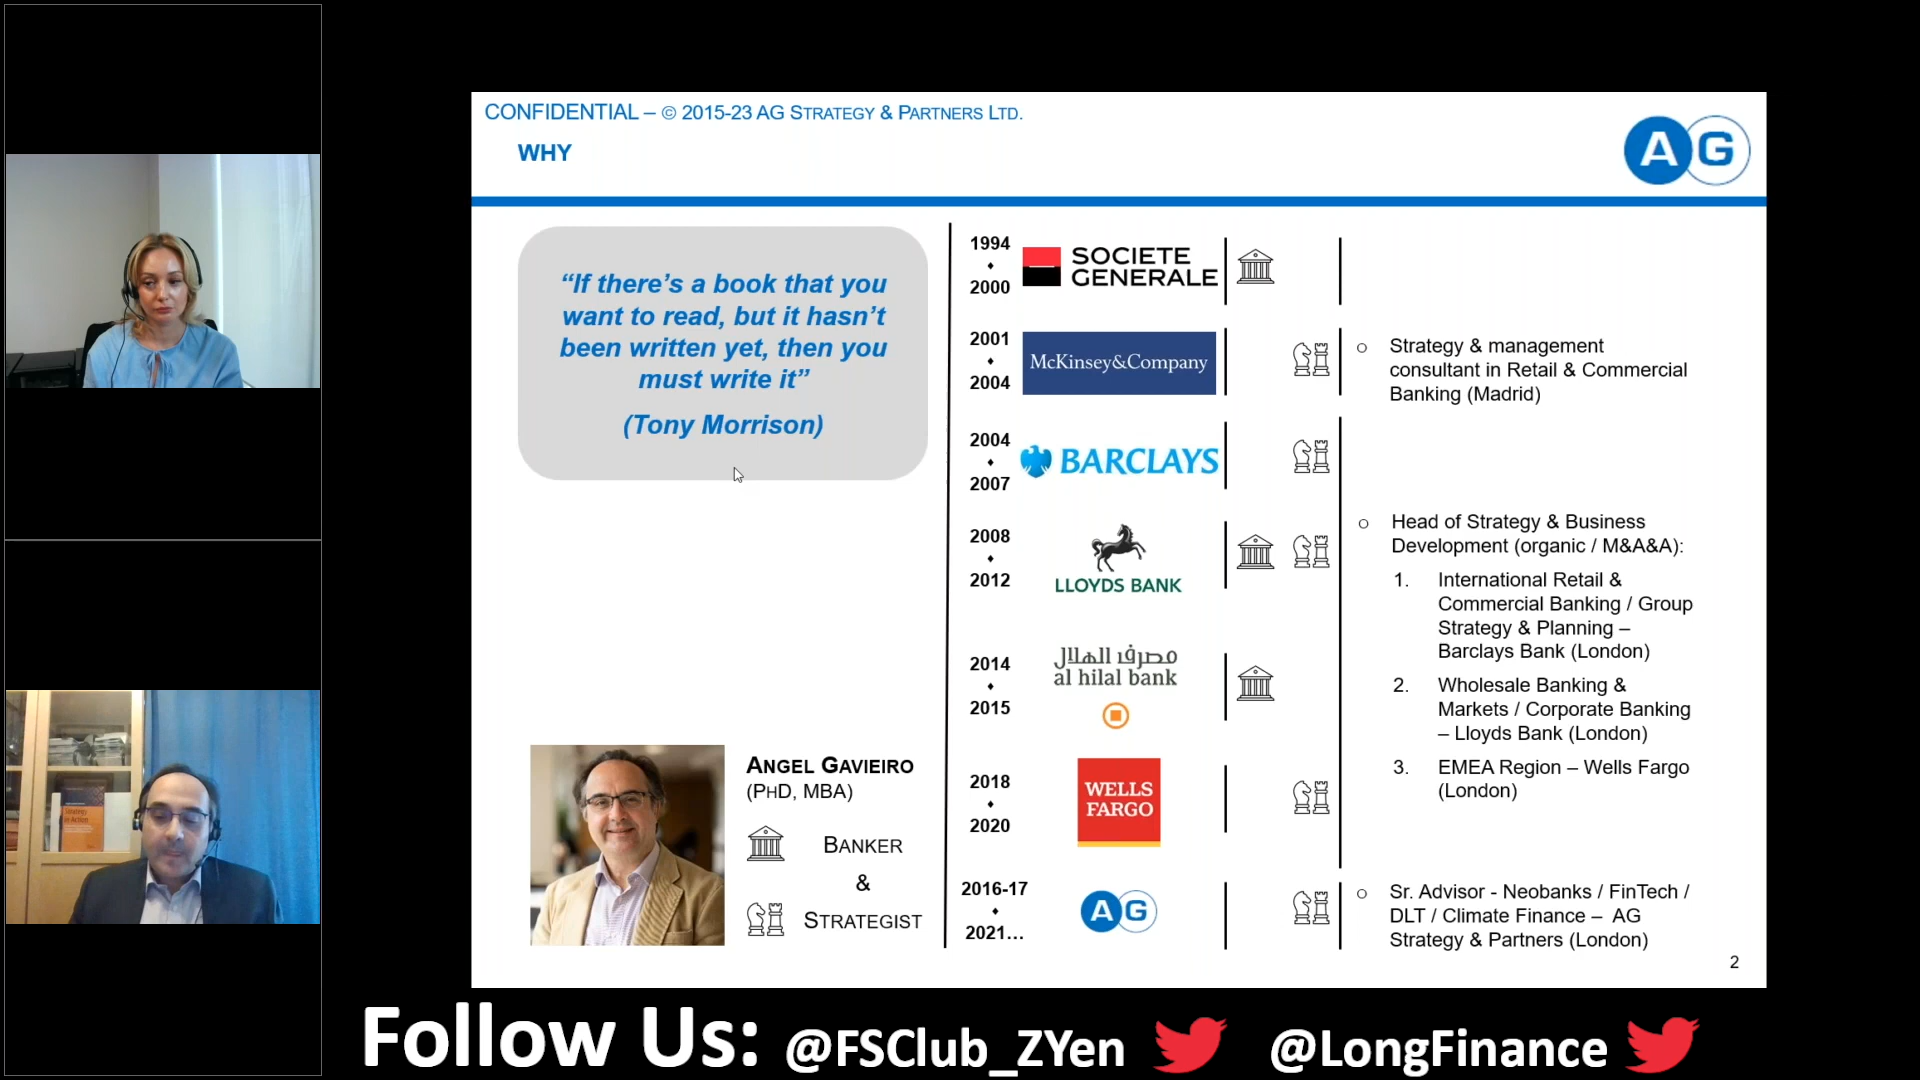 CONFIDENTIAL – © 2015-23 AG STRATEGY & PARTNERS LTD.
WHY
AG
“If there’s a book that you
want to read, but it hasn’t
been written yet, then you
must write it”
(Tony Morrison)
ANGEL GAVIEIRO
(PHD, MBA)
BANKER
&
STRATEGIST
1994
2000
SOCIETE
GENERALE
2001
2004
McKinsey&Company
Strategy & management
consultant in Retail & Commercial
Banking (Madrid)
2004
2007
BARCLAYS
2008
2012
LLOYDS BANK
2014
2015
مصرف الهلال
al hilal bank
2018
2020
WELLS
FARGO
Head of Strategy & Business
Development (organic / M&A&A):
1. International Retail &
Commercial Banking / Group
Strategy & Planning –
Barclays Bank (London)
2. Wholesale Banking &
Markets / Corporate Banking
– Lloyds Bank (London)
3. EMEA Region – Wells Fargo
(London)
2016-17
2021…
AG
Sr. Advisor - Neobanks / FinTech /
DLT / Climate Finance – AG
Strategy & Partners (London)
2
Follow Us: @FSClub_ZYen @LongFinance